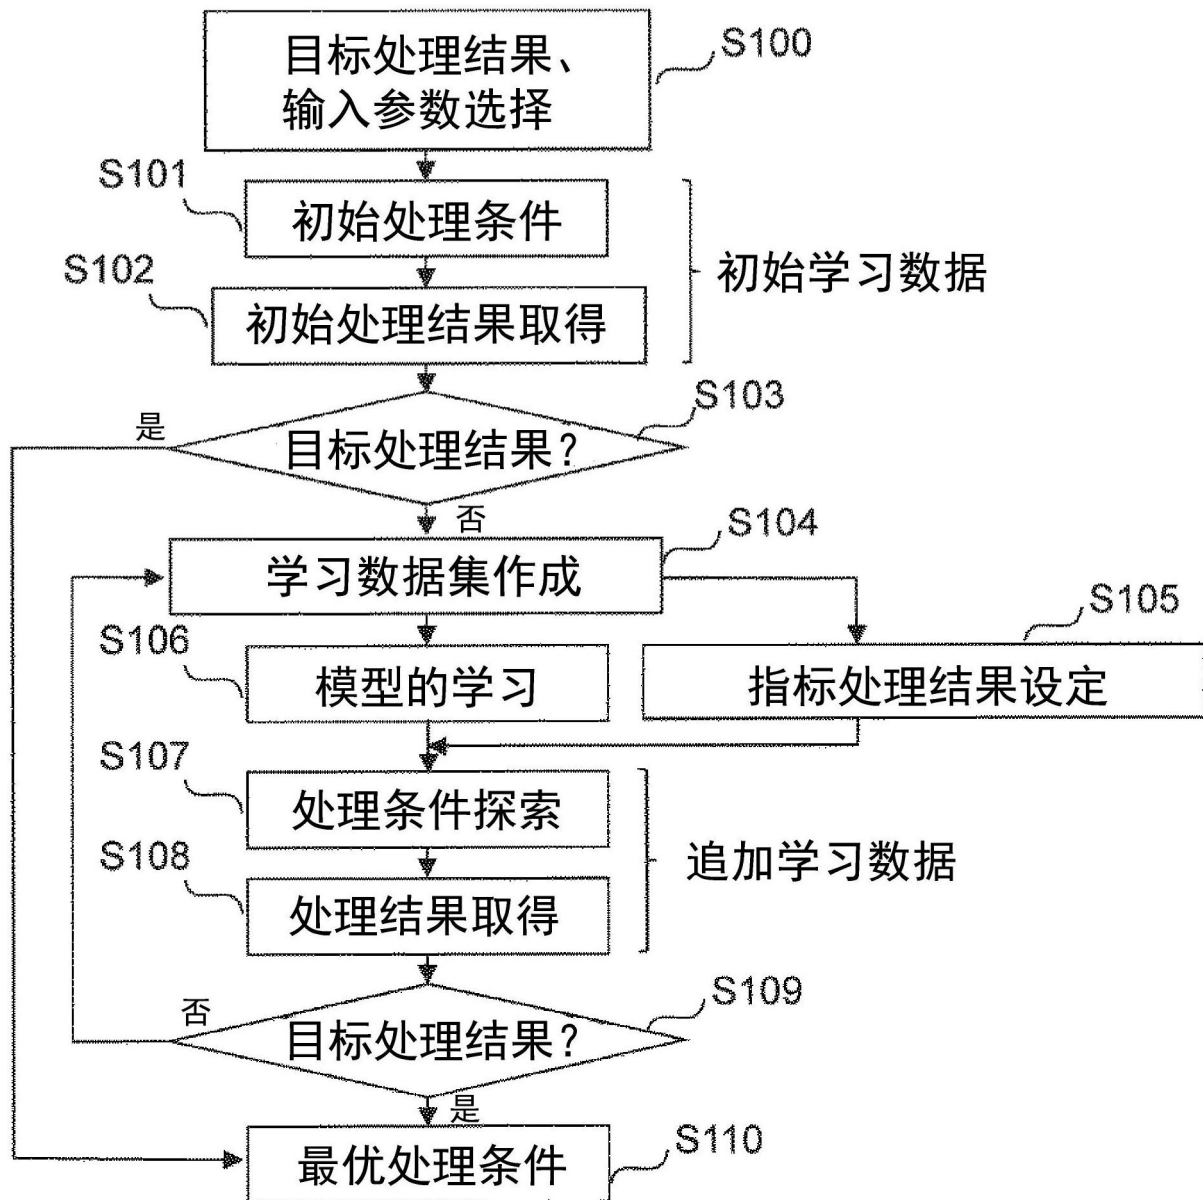 目标处理结果、
输入参数选择
S100
S101
初始处理条件
S102
初始处理结果取得
初始学习数据
S103
目标处理结果？
是
否
S104
学习数据集作成
S105
指标处理结果设定
S106
模型的学习
S107
处理条件探索
S108
处理结果取得
追加学习数据
S109
目标处理结果？
否
是
S110
最优处理条件